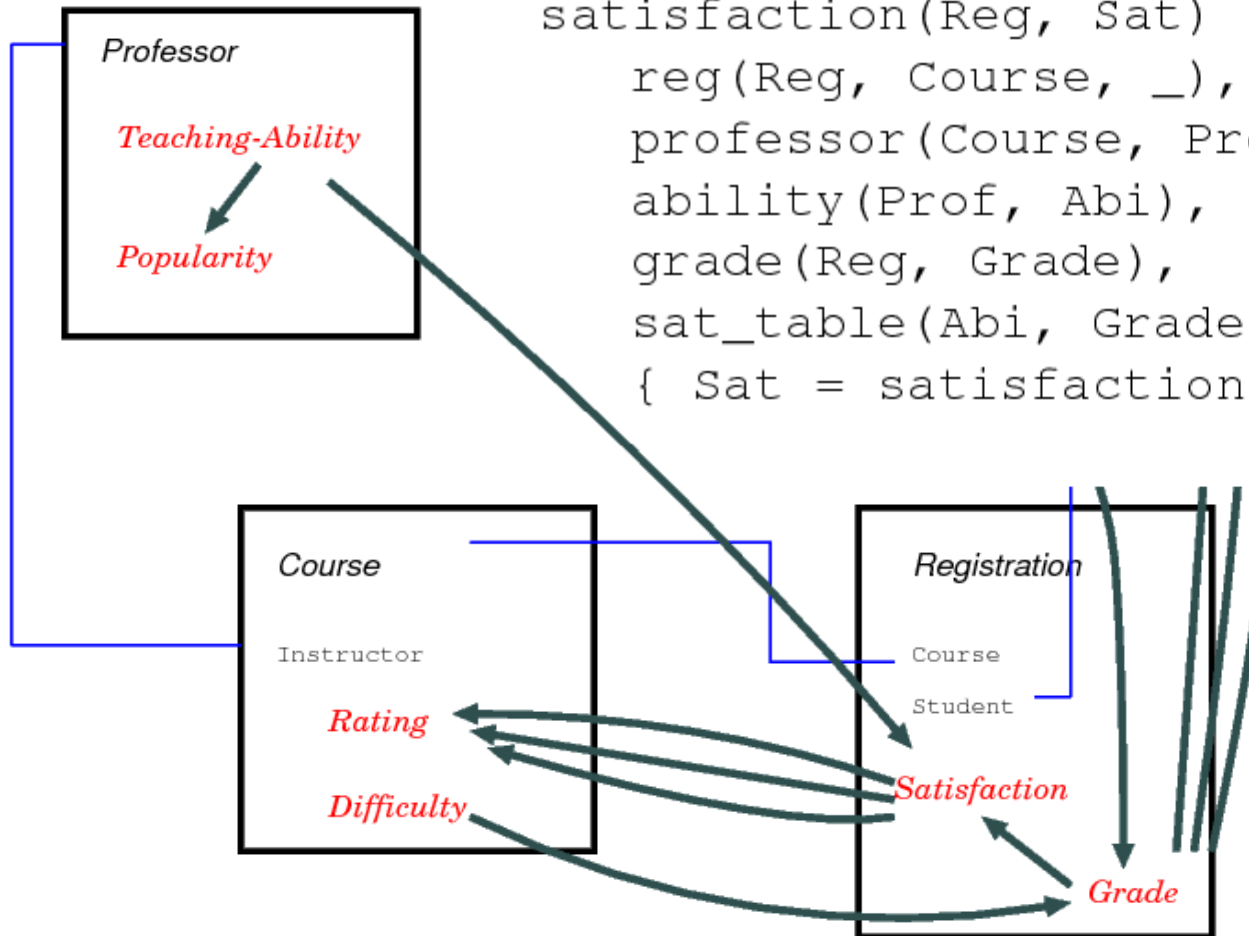 satisfaction(Reg, Sat)
reg(Reg, Course, _),
professor(Course, Pr
ability(Prof, Abi),
grade(Reg, Grade),
sat_table(Abi, Grade
{ Sat = satisfaction
Professor
Teaching-Ability
Popularity
Course
Instructor
Rating
Difficulty
Registration
Course
Student
Satisfaction
Grade